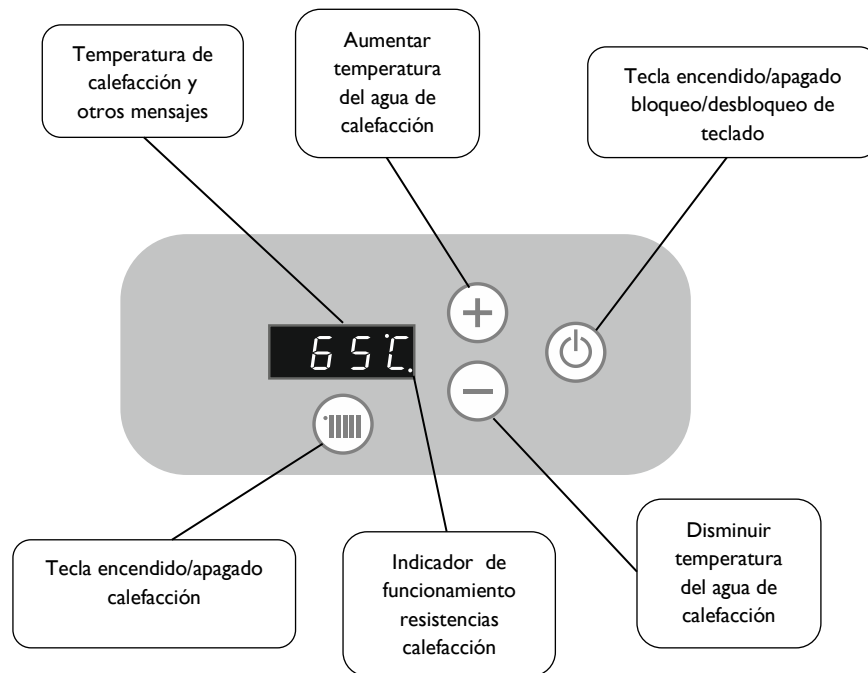 Temperatura de
calefacción y
otros mensajes
Aumentar
temperatura
del agua de
calefacción
Tecla encendido/apagado
bloqueo/desbloqueo de
teclado
65°C.
Tecla encendido/apagado
calefacción
Indicador de
funcionamiento
resistencias
calefacción
Disminuir
temperatura
del agua de
calefacción